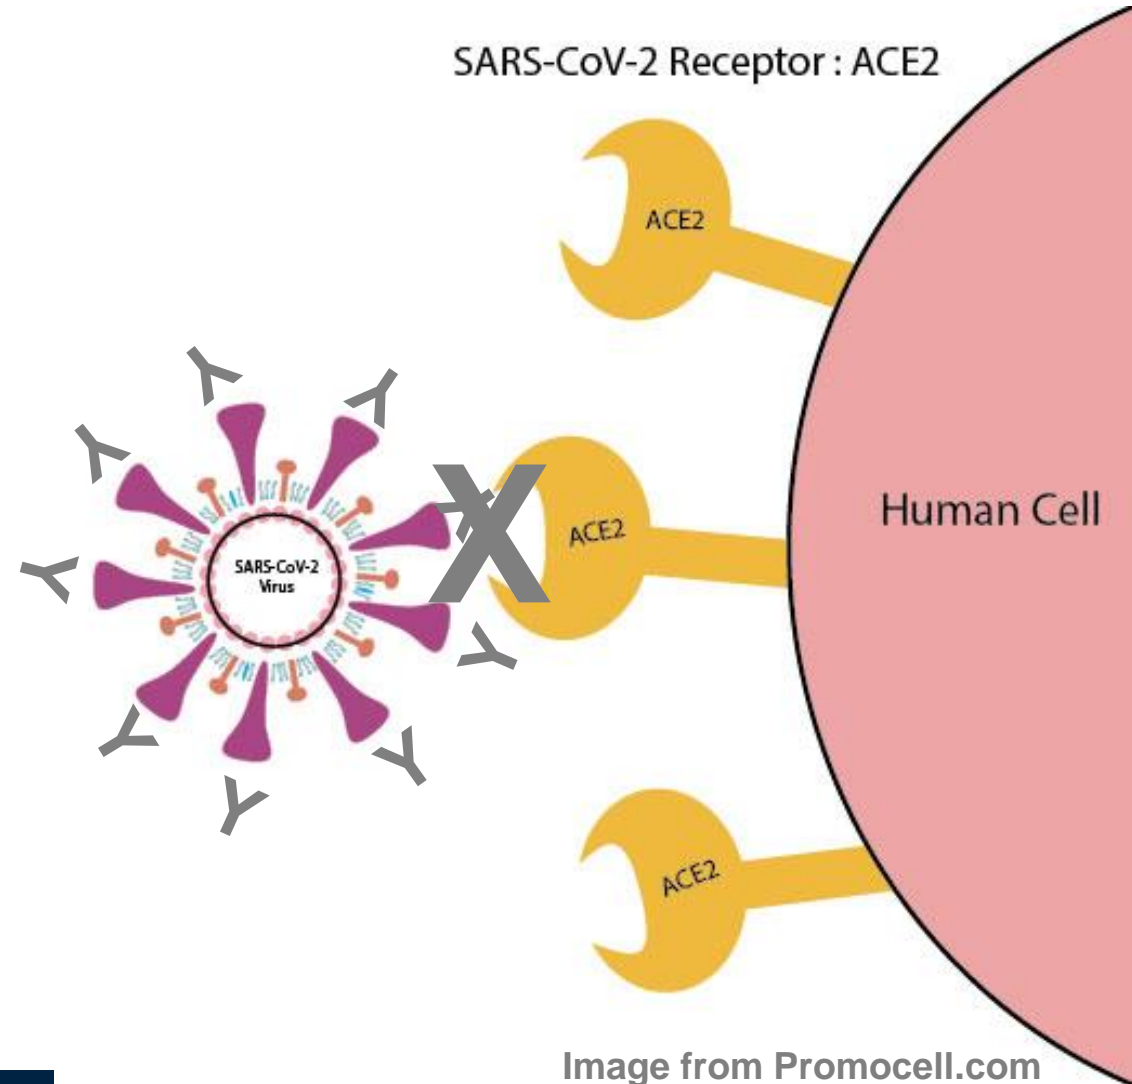 SARS-CoV-2 Receptor : ACE2
ACE2
X
ACE2
Human Cell
SARS-CoV-2
Virus
ACE2
Image from Promocell.com